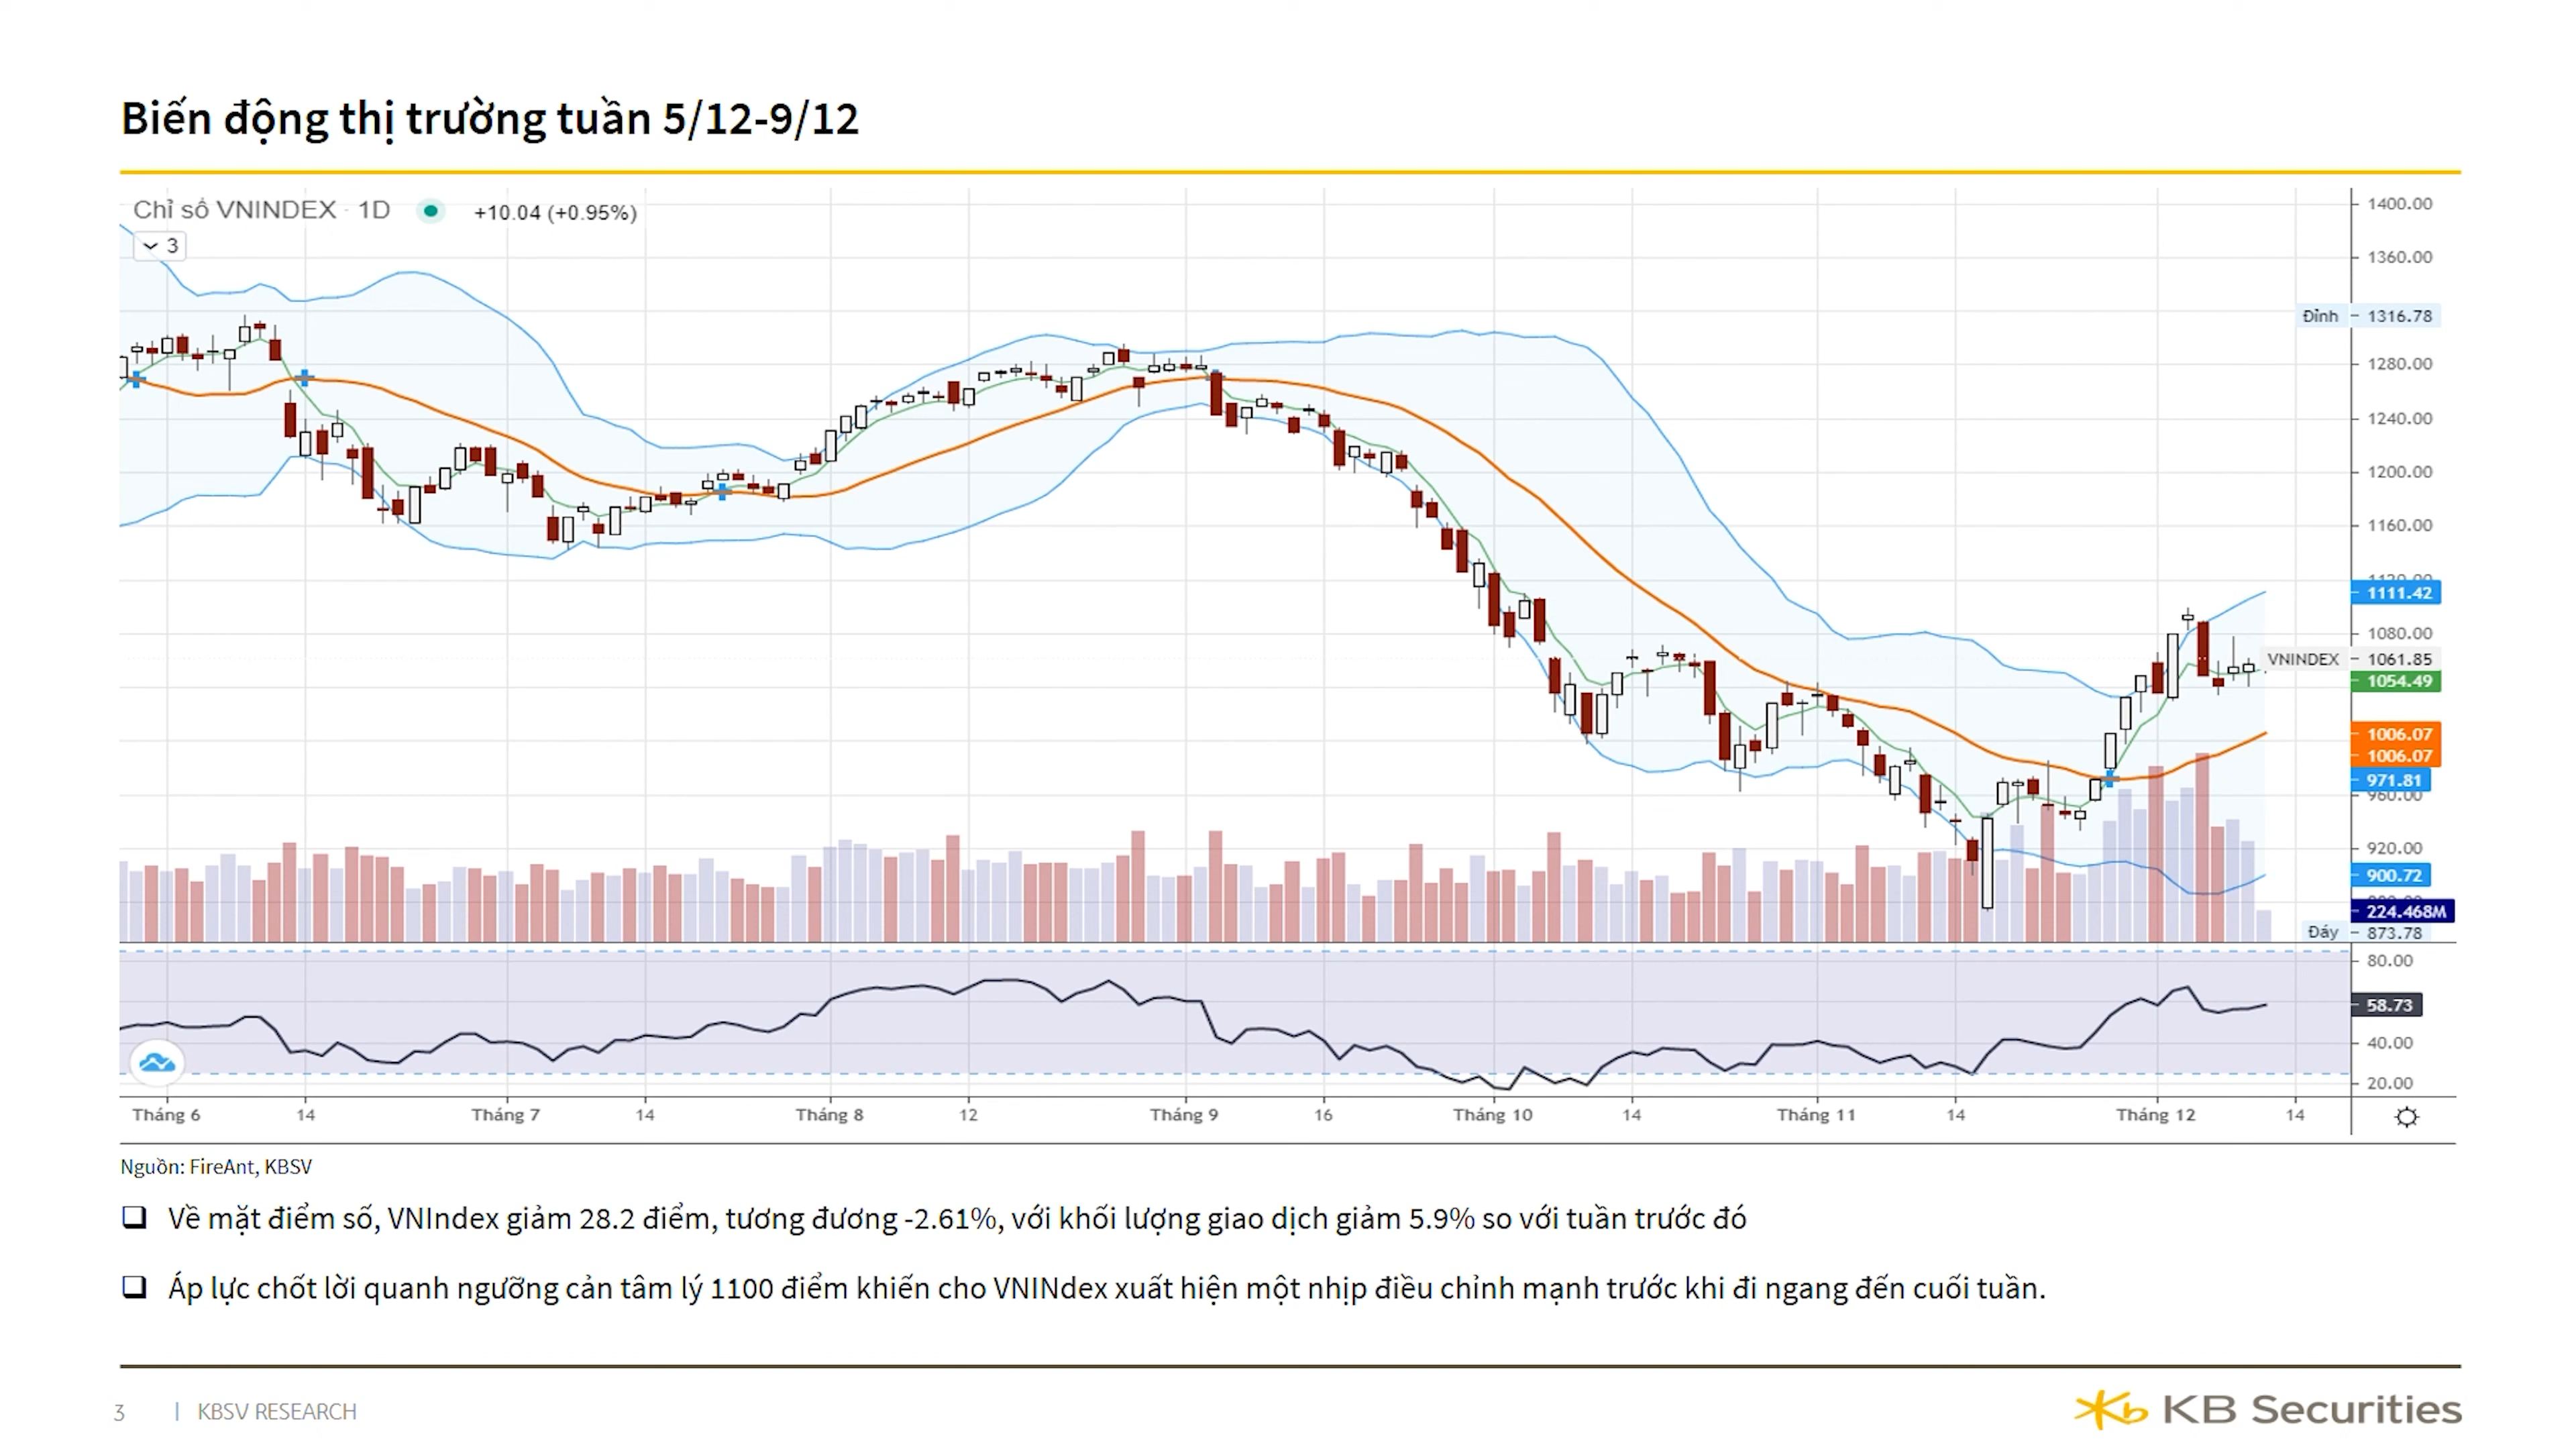 Biến động thị trường tuần 5/12-9/12
Chỉ số VNINDEX · 1D +10.04 (+0.95%)
3
1400.00
1360.00
Đỉnh 1316.78
1280.00
1240.00
1200.00
1160.00
1111.42
1080.00
VNINDEX 1061.85
1054.49
1006.07
1006.07
971.81
960.00
920.00
900.72
224.468M
Đáy 873.78
80.00
58.73
40.00
20.00
Tháng 6 14 Tháng 7 14 Tháng 8 12 Tháng 9 16 Tháng 10 14 Tháng 11 14 Tháng 12 14
Nguồn: FireAnt, KBSV
❑ Về mặt điểm số, VNIndex giảm 28.2 điểm, tương đương -2.61%, với khối lượng giao dịch giảm 5.9% so với tuần trước đó
❑ Áp lực chốt lời quanh ngưỡng cản tâm lý 1100 điểm khiến cho VNINdex xuất hiện một nhịp điều chỉnh mạnh trước khi đi ngang đến cuối tuần.
3 | KBSV RESEARCH
KB Securities